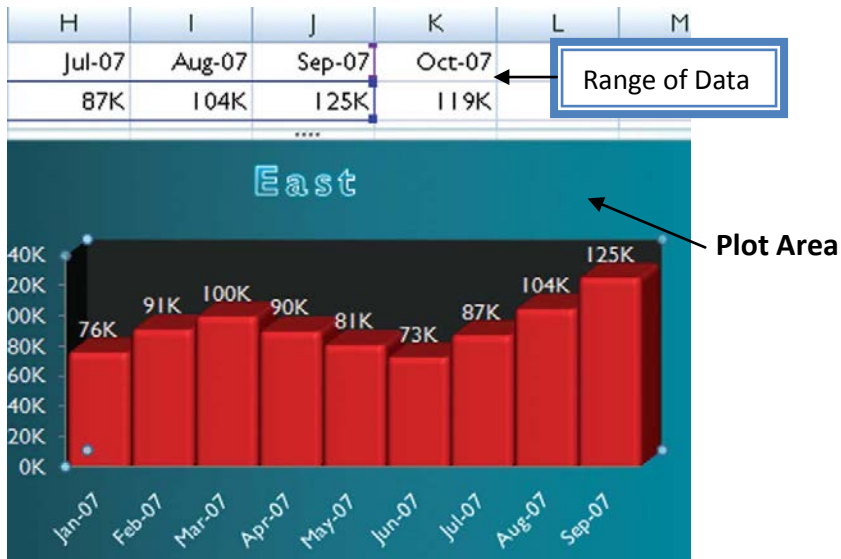 H I J K L M
Jul-07 Aug-07 Sep-07 Oct-07
Range of Data
87K 104K 125K 119K
East
Plot Area
40K
20K
00K
80K
60K
40K
20K
0K
76K 91K 100K 90K 81K 73K 87K 104K 125K
Jan-07 Feb-07 Mar-07 Apr-07 May-07 Jun-07 Jul-07 Aug-07 Sep-07